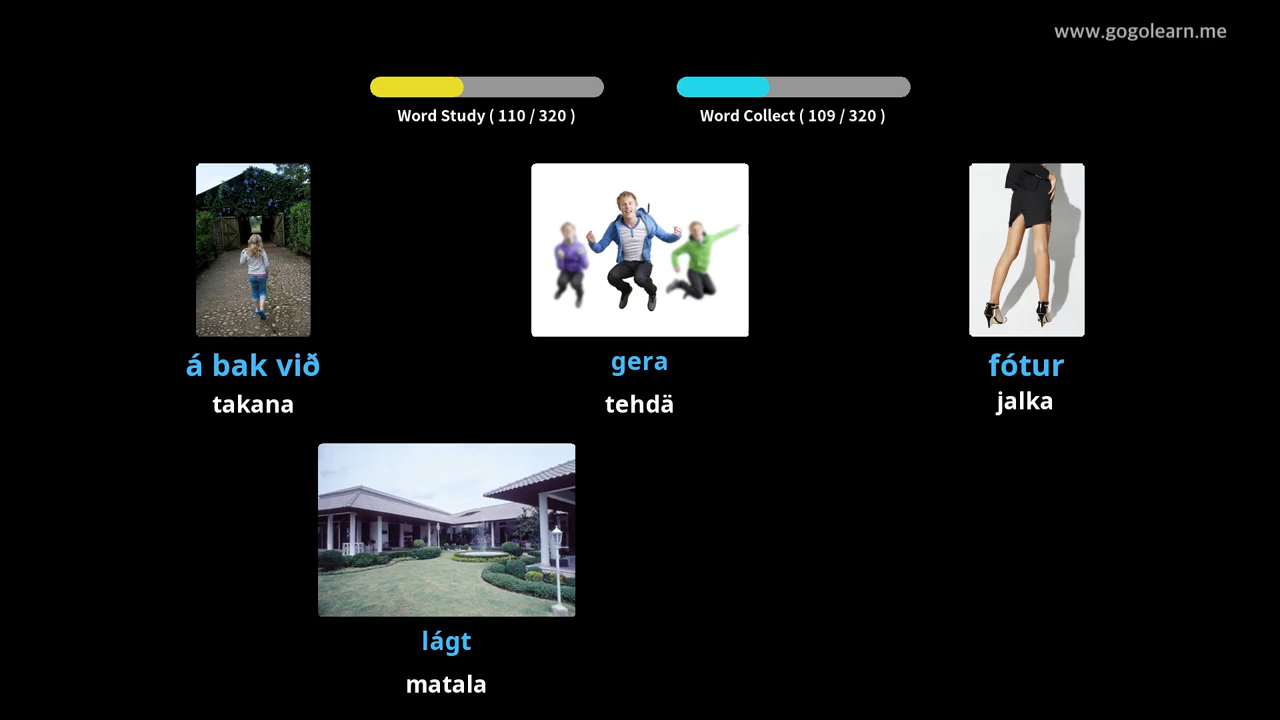 www.gogolearn.me
Word Study ( 110 / 320 )
Word Collect ( 109 / 320 )
á bak við
takana
gera
tehdä
fótur
jalka
lágt
matala